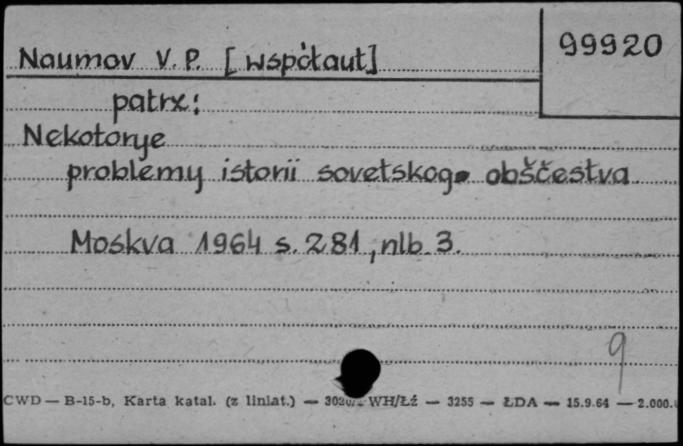 99920
Naumov V. P. [współaut]
patrz:
Nekotorye
problemy istorii sovetskogo obščestva
Moskva 1964 s. 281, nlb. 3.
9
CWD — B-15-b, Karta katal. (z liniat.) — WH/Łź — 3255 — ŁDA — 15.9.64 — 2.000.